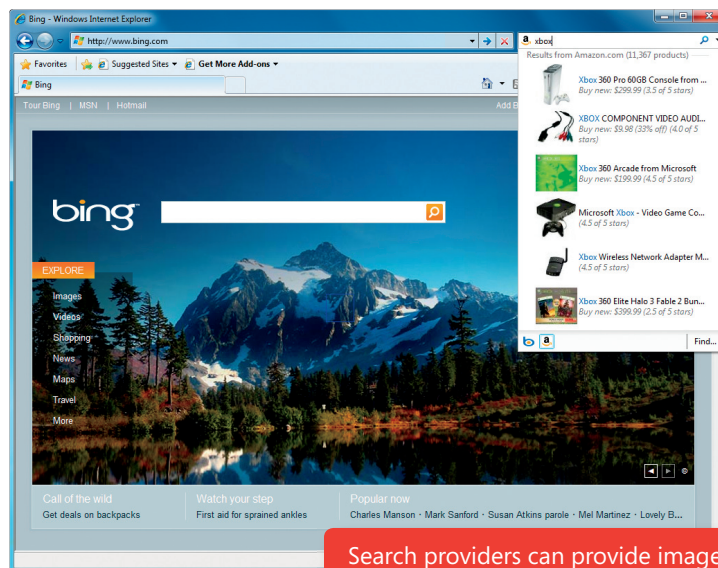 Bing - Windows Internet Explorer
http://www.bing.com
xbox
Favorites
Suggested Sites
Get More Add-ons
Bing
Tour Bing | MSN | Hotmail
Add B
Results from Amazon.com (11,367 products)
Xbox 360 Pro 60GB Console from ...
Buy new: $299.99 (3.5 of 5 stars)
XBOX COMPONENT VIDEO AUDI...
Buy new: $9.98 (33% off) (4.0 of 5
stars)
Xbox 360 Arcade from Microsoft
Buy new: $199.99 (4.5 of 5 stars)
Microsoft Xbox - Video Game Co...
(4.5 of 5 stars)
Xbox Wireless Network Adapter M...
(4.5 of 5 stars)
Xbox 360 Elite Halo 3 Fable 2 Bun...
Buy new: $399.99 (2.5 of 5 stars)
Find...
bing
EXPLORE
Images
Videos
Shopping
News
Maps
Travel
More
Call of the wild
Get deals on backpacks
Watch your step
First aid for sprained ankles
Popular now
Charles Manson · Mark Sanford · Susan Atkins parole · Mel Martinez · Lovely B...
Search providers can provide image